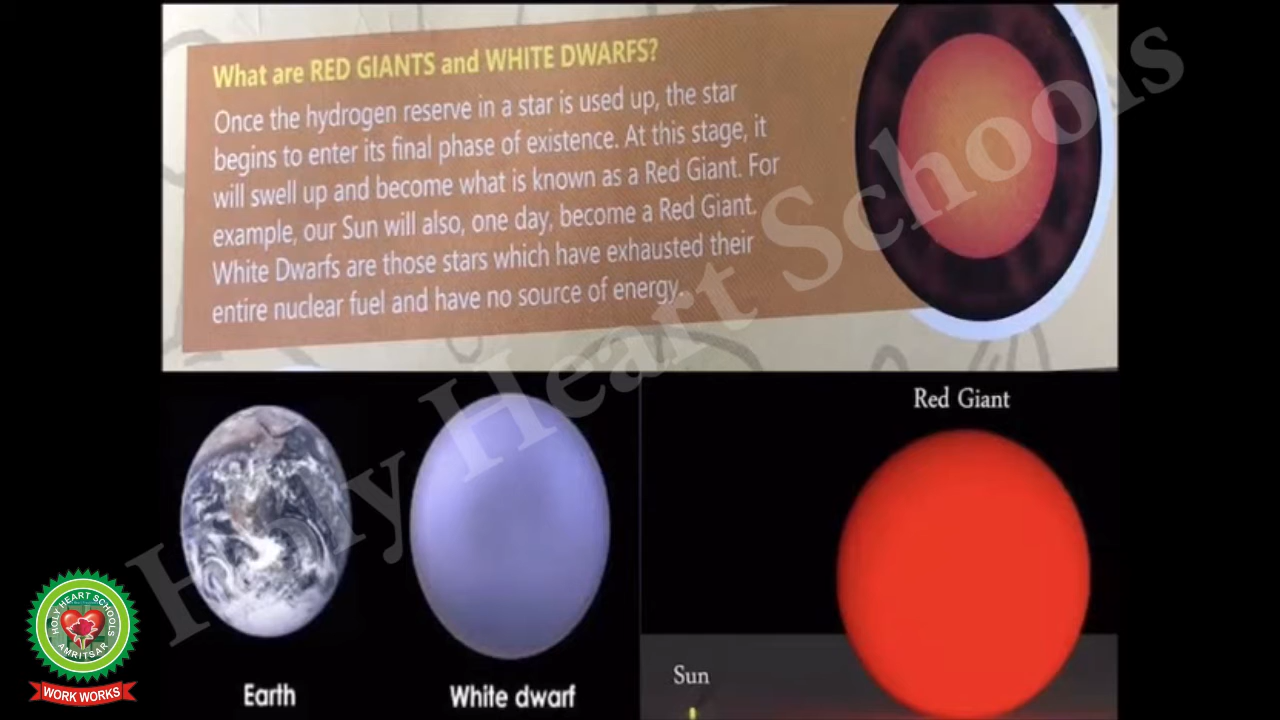 What are RED GIANTS and WHITE DWARFS?
Once the hydrogen reserve in a star is used up, the star
begins to enter its final phase of existence. At this stage, it
will swell up and become what is known as a Red Giant. For
example, our Sun will also, one day, become a Red Giant.
White Dwarfs are those stars which have exhausted their
entire nuclear fuel and have no source of energy.
Holy Heart Schools
Red Giant
Sun
Earth
White dwarf
HOLY HEART SCHOOLS
AMRITSAR
WORK WORKS